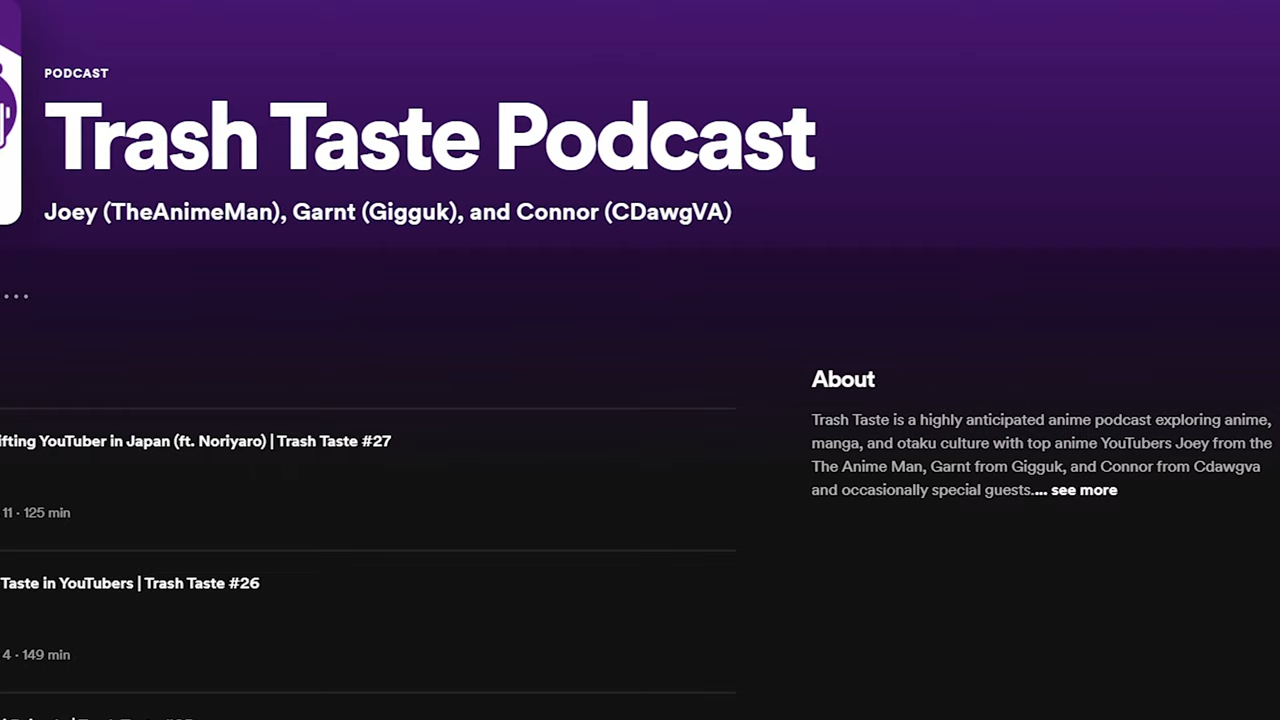 PODCAST
Trash Taste Podcast
Joey (TheAnimeMan), Garnt (Gigguk), and Connor (CDawgVA)
About
Trash Taste is a highly anticipated anime podcast exploring anime,
manga, and otaku culture with top anime YouTubers Joey from the
The Anime Man, Garnt from Gigguk, and Connor from Cdawgva
and occasionally special guests.... see more
ifting YouTuber in Japan (ft. Noriyaro) | Trash Taste #27
11 · 125 min
Taste in YouTubers | Trash Taste #26
4 · 149 min